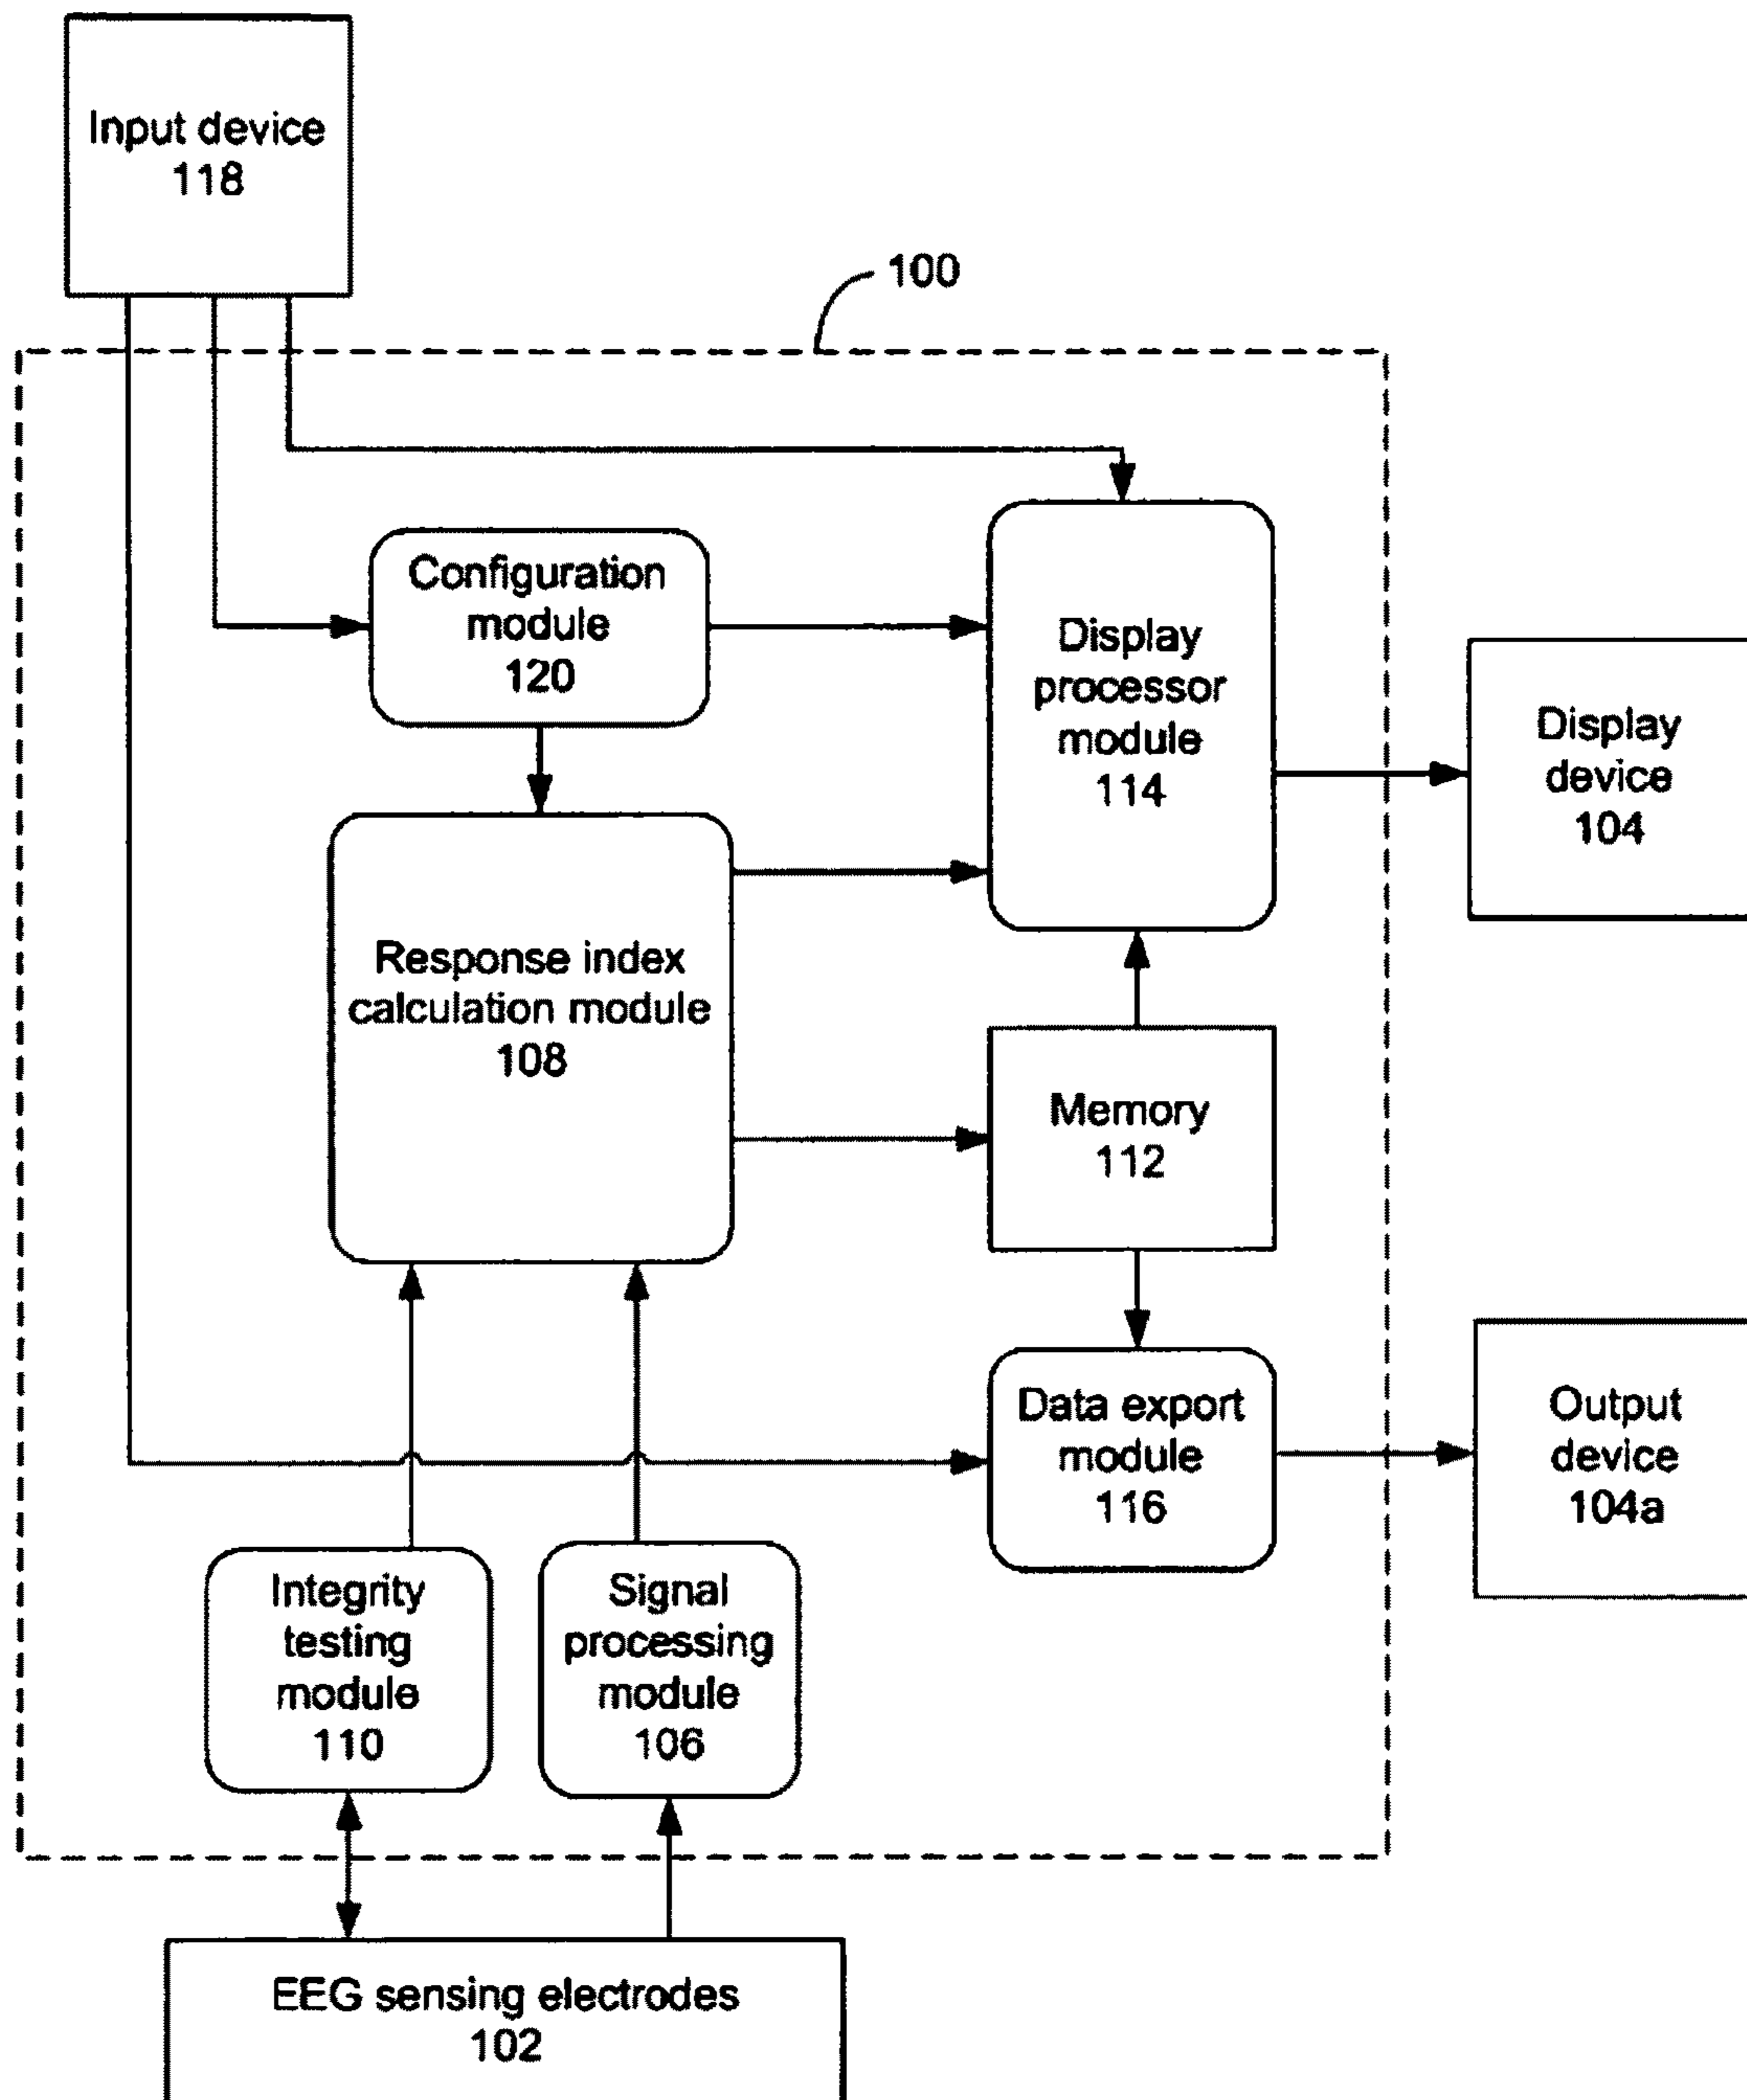 Input device
118
100
Configuration
module
120
Display
processor
module
114
Display
device
104
Response index
calculation module
108
Memory
112
Data export
module
116
Output
device
104a
Integrity
testing
module
110
Signal
processing
module
106
EEG sensing electrodes
102